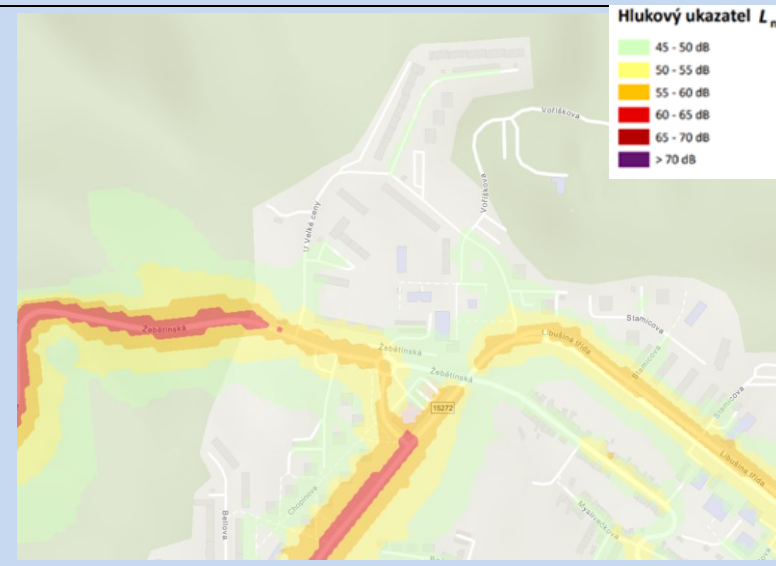 Hlukový ukazatel L n
45 - 50 dB
50 - 55 dB
55 - 60 dB
60 - 65 dB
65 - 70 dB
> 70 dB
Voříškova
Voříškova
U Velké ceny
Stamicova
Žebětínská
Libušina třída
Žebětínská
Stamicova
Žebětínská
15272
Stamicova
Libušina třída
Chopinova
Bellova
Myslivečkova